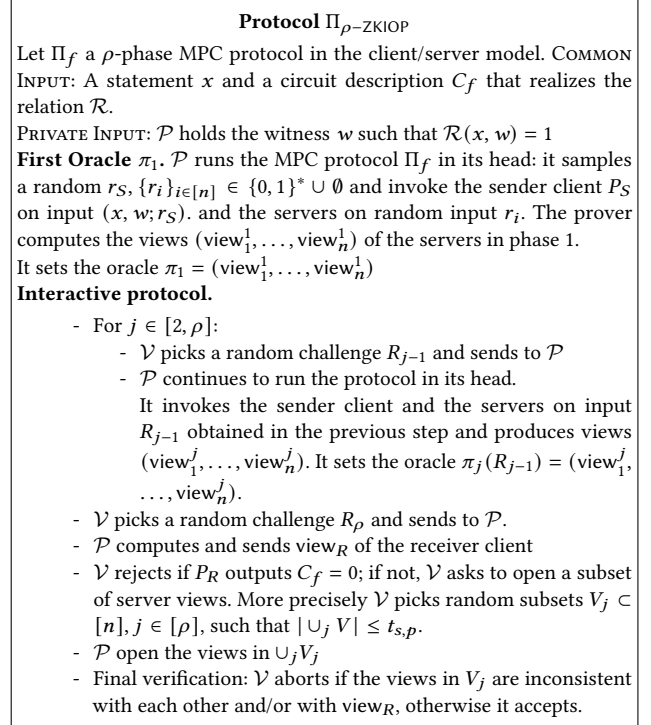 Protocol Π_{ρ−ZKIOP}
Let Π_f a ρ-phase MPC protocol in the client/server model. Common
Input: A statement x and a circuit description C_f that realizes the
relation ℛ.
Private Input: 𝒫 holds the witness w such that ℛ(x, w) = 1
First Oracle π_1. 𝒫 runs the MPC protocol Π_f in its head: it samples
a random r_S, {r_i}_{i∈[n]} ∈ {0, 1}^* ∪ ∅ and invoke the sender client P_S
on input (x, w; r_S). and the servers on random input r_i. The prover
computes the views (view_1^1, . . . , view_n^1) of the servers in phase 1.
It sets the oracle π_1 = (view_1^1, . . . , view_n^1)
Interactive protocol.
- For j ∈ [2, ρ]:
- 𝒱 picks a random challenge R_{j−1} and sends to 𝒫
- 𝒫 continues to run the protocol in its head.
It invokes the sender client and the servers on input
R_{j−1} obtained in the previous step and produces views
(view_1^j, . . . , view_n^j). It sets the oracle π_j(R_{j−1}) = (view_1^j,
. . . , view_n^j).
- 𝒱 picks a random challenge R_ρ and sends to 𝒫.
- 𝒫 computes and sends view_R of the receiver client
- 𝒱 rejects if P_R outputs C_f = 0; if not, 𝒱 asks to open a subset
of server views. More precisely 𝒱 picks random subsets V_j ⊂
[n], j ∈ [ρ], such that | ∪_j V| ≤ t_{s,p}.
- 𝒫 open the views in ∪_jV_j
- Final verification: 𝒱 aborts if the views in V_j are inconsistent
with each other and/or with view_R, otherwise it accepts.